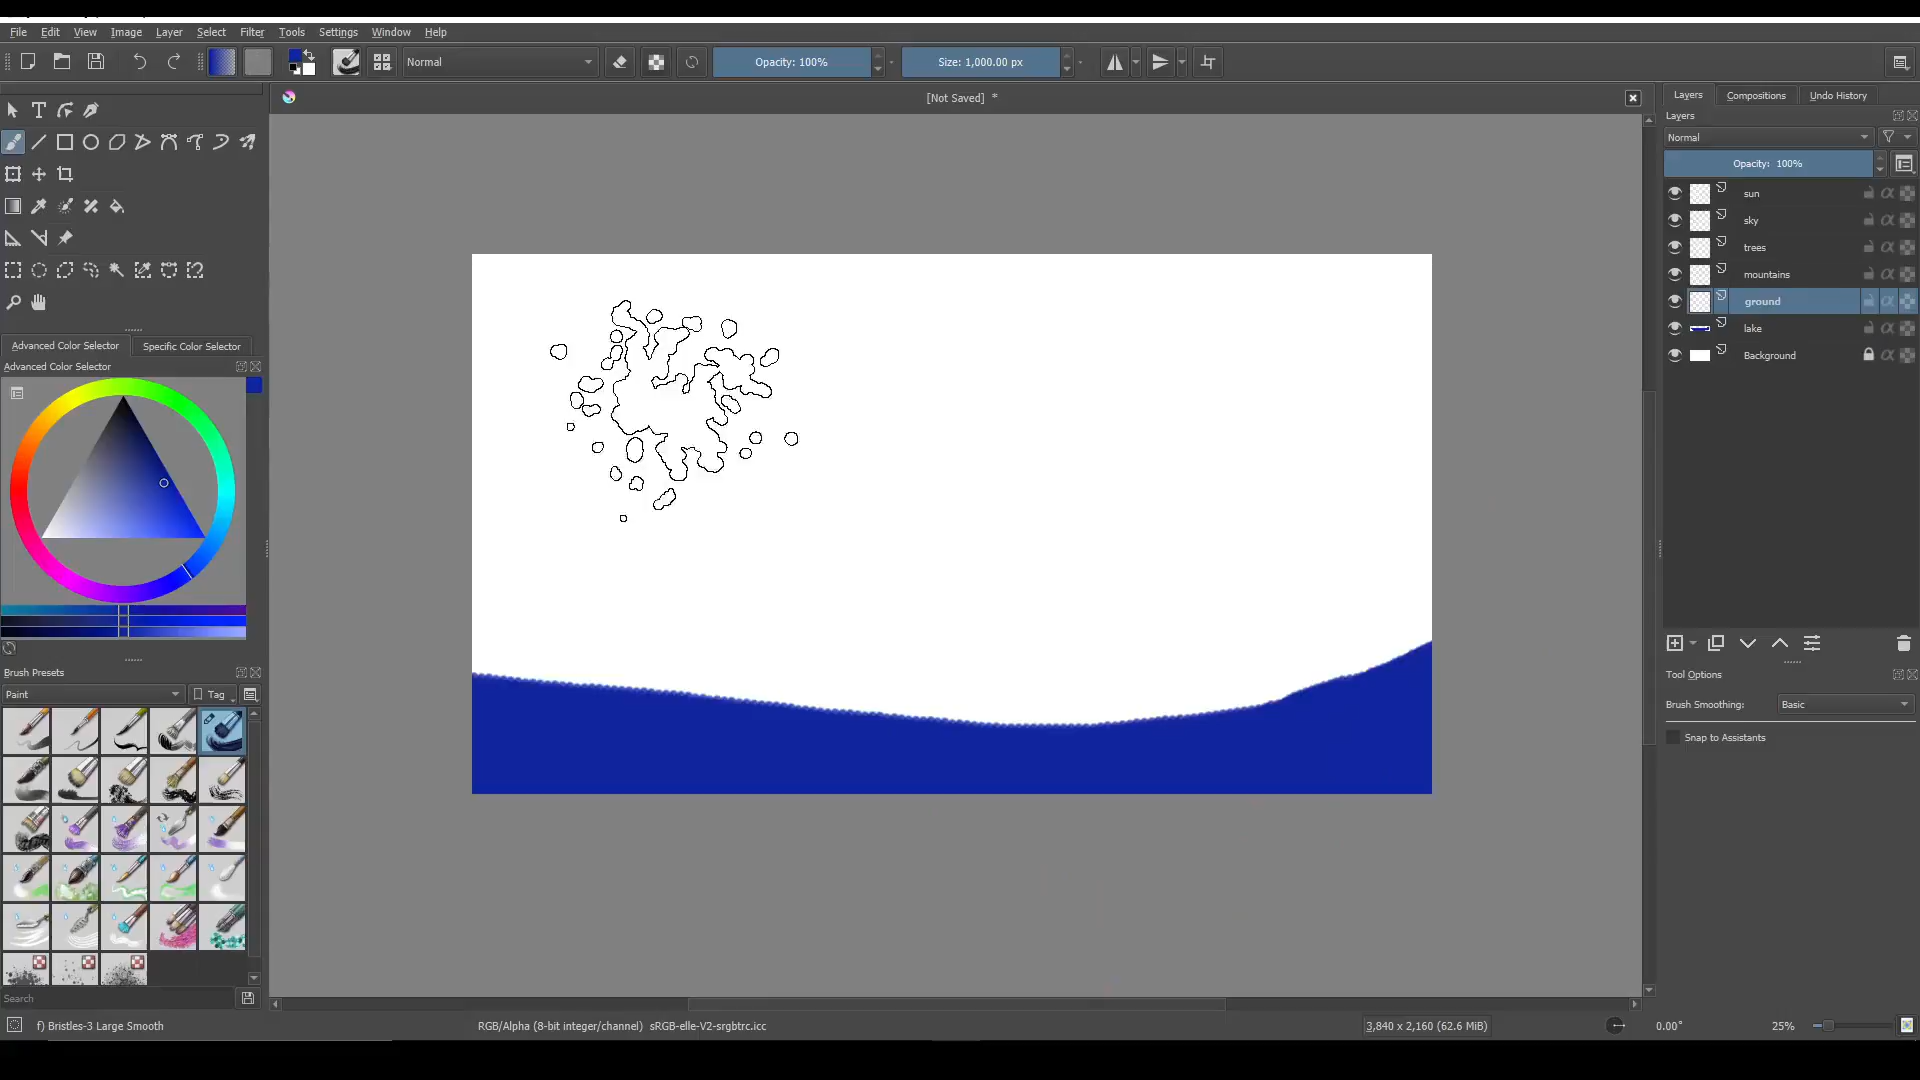 File Edit View Image Layer Select Filter Tools Settings Window Help
Normal
Opacity: 100%
Size: 1,000.00 px
[Not Saved] *
Layers Compositions Undo History
Layers
Normal
Opacity: 100%
sun
sky
trees
mountains
ground
lake
Background
Tool Options
Brush Smoothing: Basic
Snap to Assistants
Advanced Color Selector Specific Color Selector
Advanced Color Selector
Brush Presets
Paint
Tag
Search
f) Bristles-3 Large Smooth
RGB/Alpha (8-bit integer/channel) sRGB-elle-V2-srgbtrc.icc
3,840 x 2,160 (62.6 MiB)
0.00°
25%